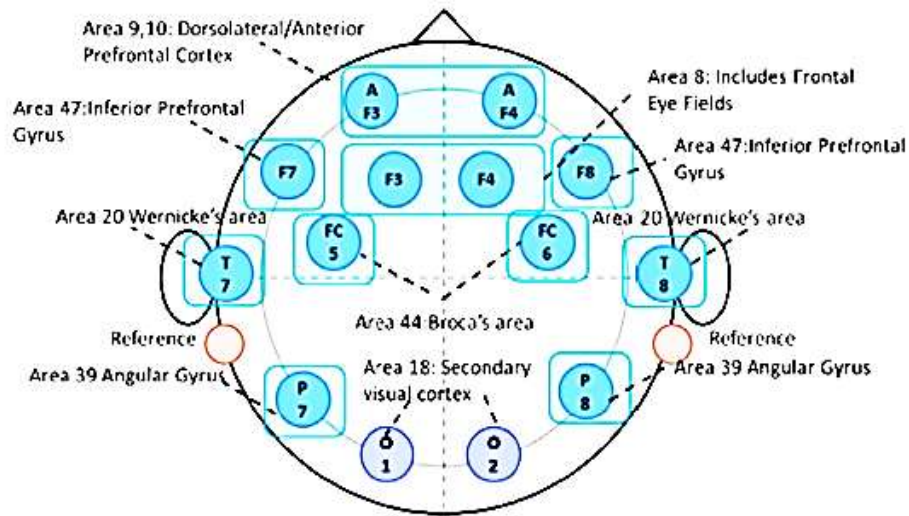 Area 9,10: Dorsolateral/Anterior
Prefrontal Cortex
A
F3
A
F4
Area 8: Includes Frontal
Eye Fields
Area 47:Inferior Prefrontal
Gyrus
F7
F3
F4
F8
Area 47:Inferior Prefrontal
Gyrus
Area 20 Wernicke's area
FC
5
FC
6
Area 20 Wernicke's area
T
7
T
8
Area 44:Broca's area
Reference
Reference
Area 39 Angular Gyrus
Area 18: Secondary
visual cortex
Area 39 Angular Gyrus
P
7
P
8
O
1
O
2